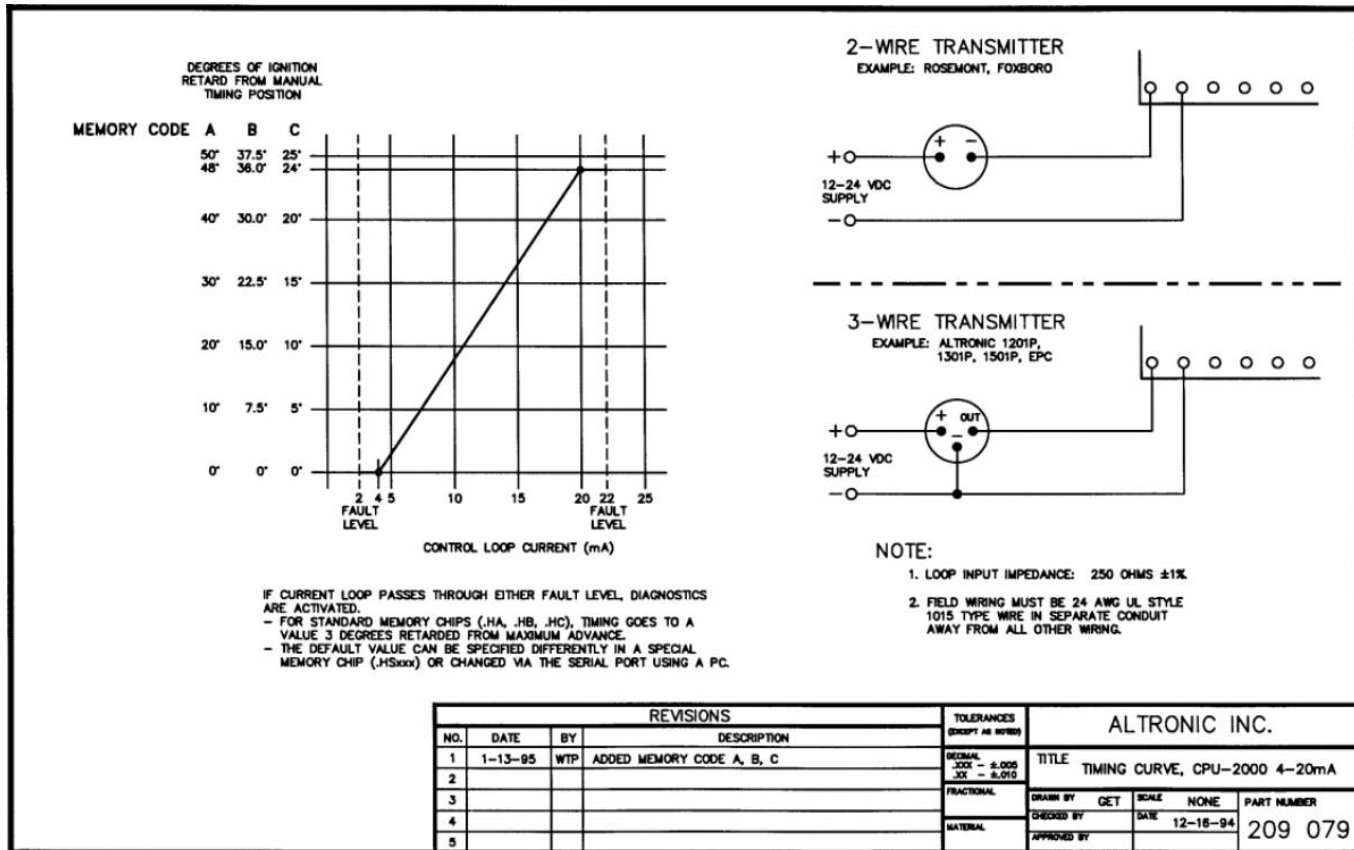 DEGREES OF IGNITION
RETARD FROM MANUAL
TIMING POSITION
MEMORY CODE A B C
50° 37.5° 25°
48° 36.0° 24°
40° 30.0° 20°
30° 22.5° 15°
20° 15.0° 10°
10° 7.5° 5°
0° 0° 0°
2 4 5 10 15 20 22 25
FAULT LEVEL
FAULT LEVEL
CONTROL LOOP CURRENT (mA)
IF CURRENT LOOP PASSES THROUGH EITHER FAULT LEVEL, DIAGNOSTICS
ARE ACTIVATED.
- FOR STANDARD MEMORY CHIPS (.HA, .HB, .HC), TIMING GOES TO A
VALUE 3 DEGREES RETARDED FROM MAXIMUM ADVANCE.
- THE DEFAULT VALUE CAN BE SPECIFIED DIFFERENTLY IN A SPECIAL
MEMORY CHIP (.HSxxx) OR CHANGED VIA THE SERIAL PORT USING A PC.
2-WIRE TRANSMITTER
EXAMPLE: ROSEMONT, FOXBORO
+ -
+
12-24 VDC
SUPPLY
-
3-WIRE TRANSMITTER
EXAMPLE: ALTRONIC 1201P,
1301P, 1501P, EPC
+ OUT
-
+
12-24 VDC
SUPPLY
-
NOTE:
1. LOOP INPUT IMPEDANCE: 250 OHMS ±1%
2. FIELD WIRING MUST BE 24 AWG UL STYLE
1015 TYPE WIRE IN SEPARATE CONDUIT
AWAY FROM ALL OTHER WIRING.
REVISIONS
NO. DATE BY DESCRIPTION
1 1-13-95 WTP ADDED MEMORY CODE A, B, C
2
3
4
5
TOLERANCES
(EXCEPT AS NOTED)
DECIMAL
.XXX - ±.005
.XX - ±.010
FRACTIONAL
MATERIAL
ALTRONIC INC.
TITLE TIMING CURVE, CPU-2000 4-20mA
DRAWN BY GET SCALE NONE PART NUMBER
CHECKED BY DATE 12-16-94 209 079
APPROVED BY